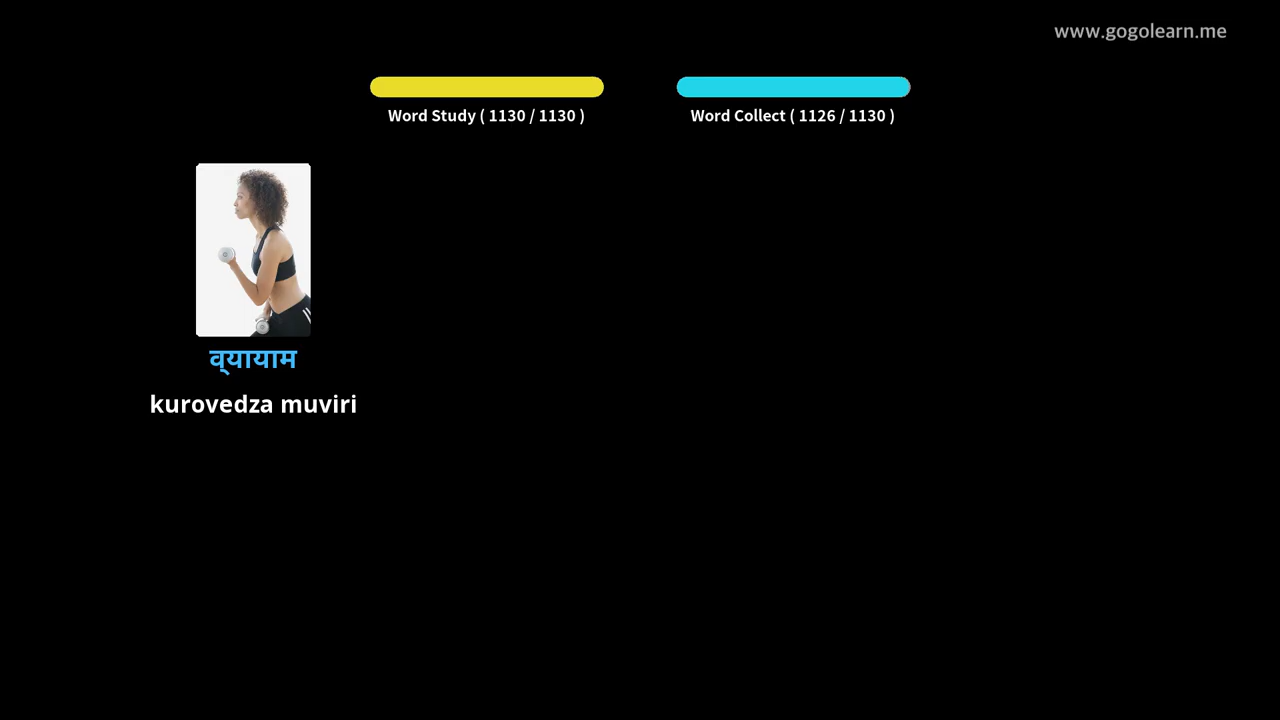 www.gogolearn.me
Word Study ( 1130 / 1130 )
Word Collect ( 1126 / 1130 )
व्यायाम
kurovedza muviri